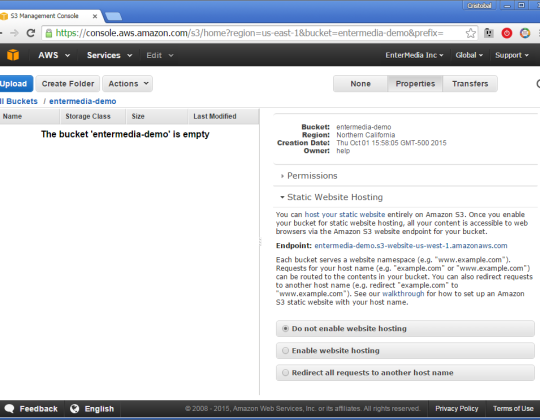 Cristobal
S3 Management Console
https://console.aws.amazon.com/s3/home?region=us-east-1&bucket=entermedia-demo&prefix=
AWS Services Edit EnterMedia Inc Global Support
Upload Create Folder Actions None Properties Transfers
ll Buckets / entermedia-demo
Name Storage Class Size Last Modified
The bucket 'entermedia-demo' is empty
Bucket: entermedia-demo
Region: Northern California
Creation Date: Thu Oct 01 15:58:05 GMT-500 2015
Owner: help
Permissions
Static Website Hosting
You can host your static website entirely on Amazon S3. Once you enable
your bucket for static website hosting, all your content is accessible to web
browsers via the Amazon S3 website endpoint for your bucket.
Endpoint: entermedia-demo.s3-website-us-west-1.amazonaws.com
Each bucket serves a website namespace (e.g. "www.example.com").
Requests for your host name (e.g. "example.com" or "www.example.com")
can be routed to the contents in your bucket. You can also redirect requests
to another host name (e.g. redirect "example.com" to
"www.example.com"). See our walkthrough for how to set up an Amazon
S3 static website with your host name.
Do not enable website hosting
Enable website hosting
Redirect all requests to another host name
Feedback English © 2008 - 2015, Amazon Web Services, Inc. or its affiliates. All rights reserved. Privacy Policy Terms of Use